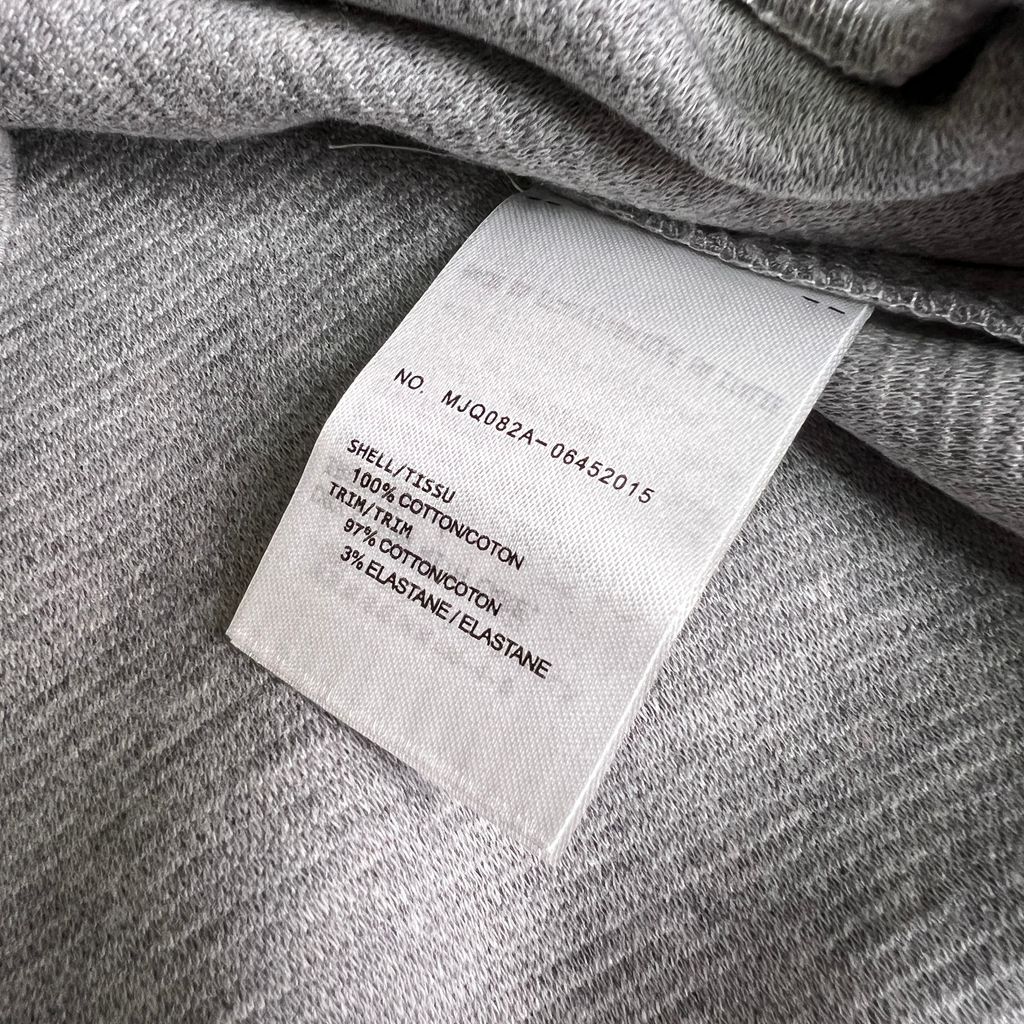 NO. MJQ082A-06452015
SHELL/TISSU
100% COTTON/COTON
TRIM/TRIM
97% COTTON/COTON
3% ELASTANE / ELASTANE